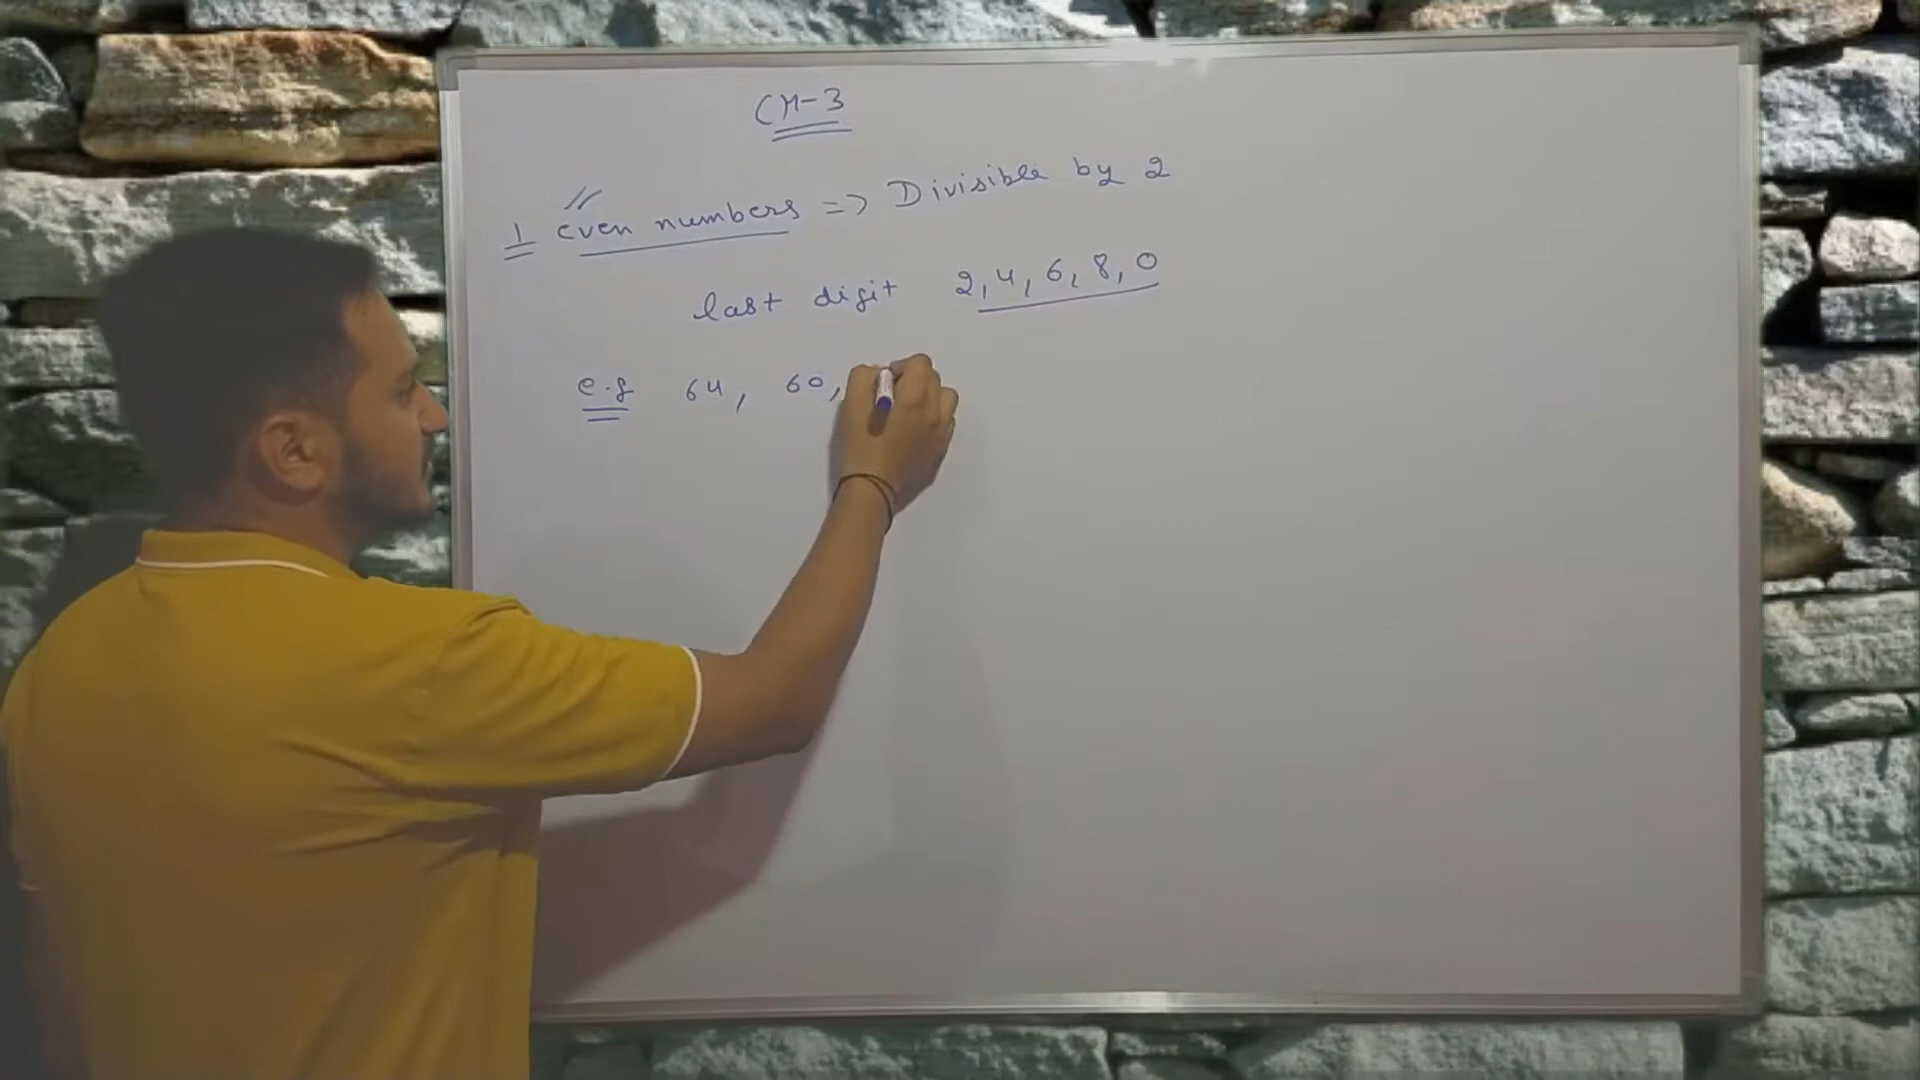 CH-3
1 even numbers => Divisible by 2
last digit 2, 4, 6, 8, 0
e.g 64, 60,